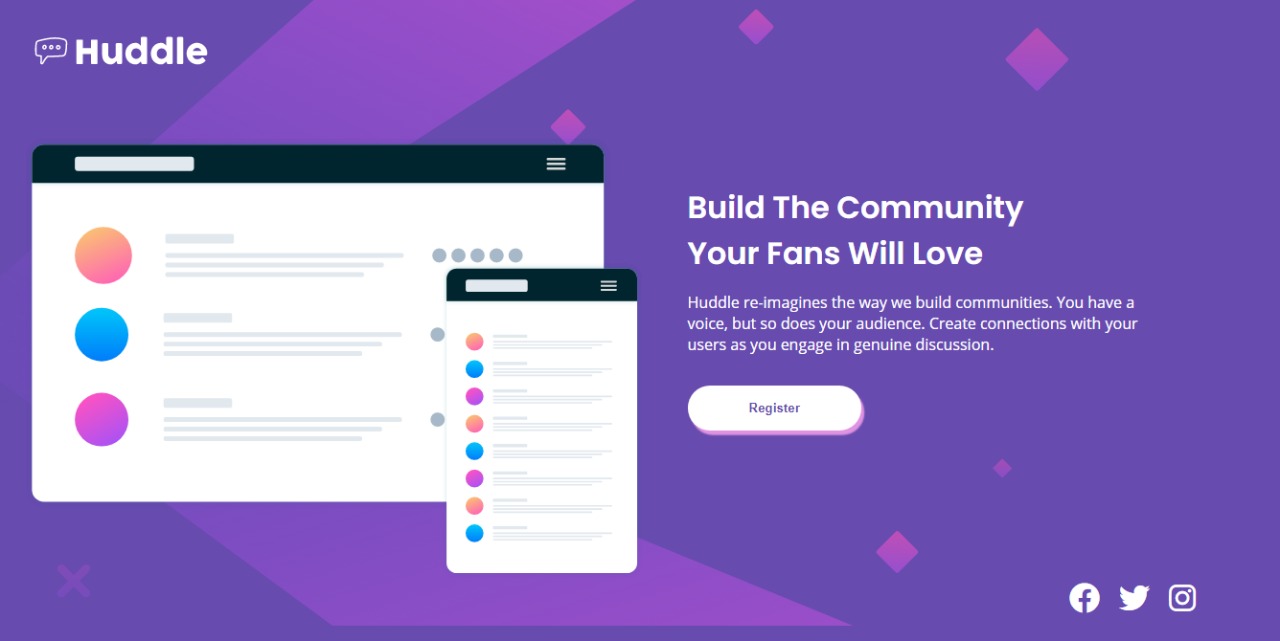 Huddle
Build The Community
Your Fans Will Love
Huddle re-imagines the way we build communities. You have a
voice, but so does your audience. Create connections with your
users as you engage in genuine discussion.
Register